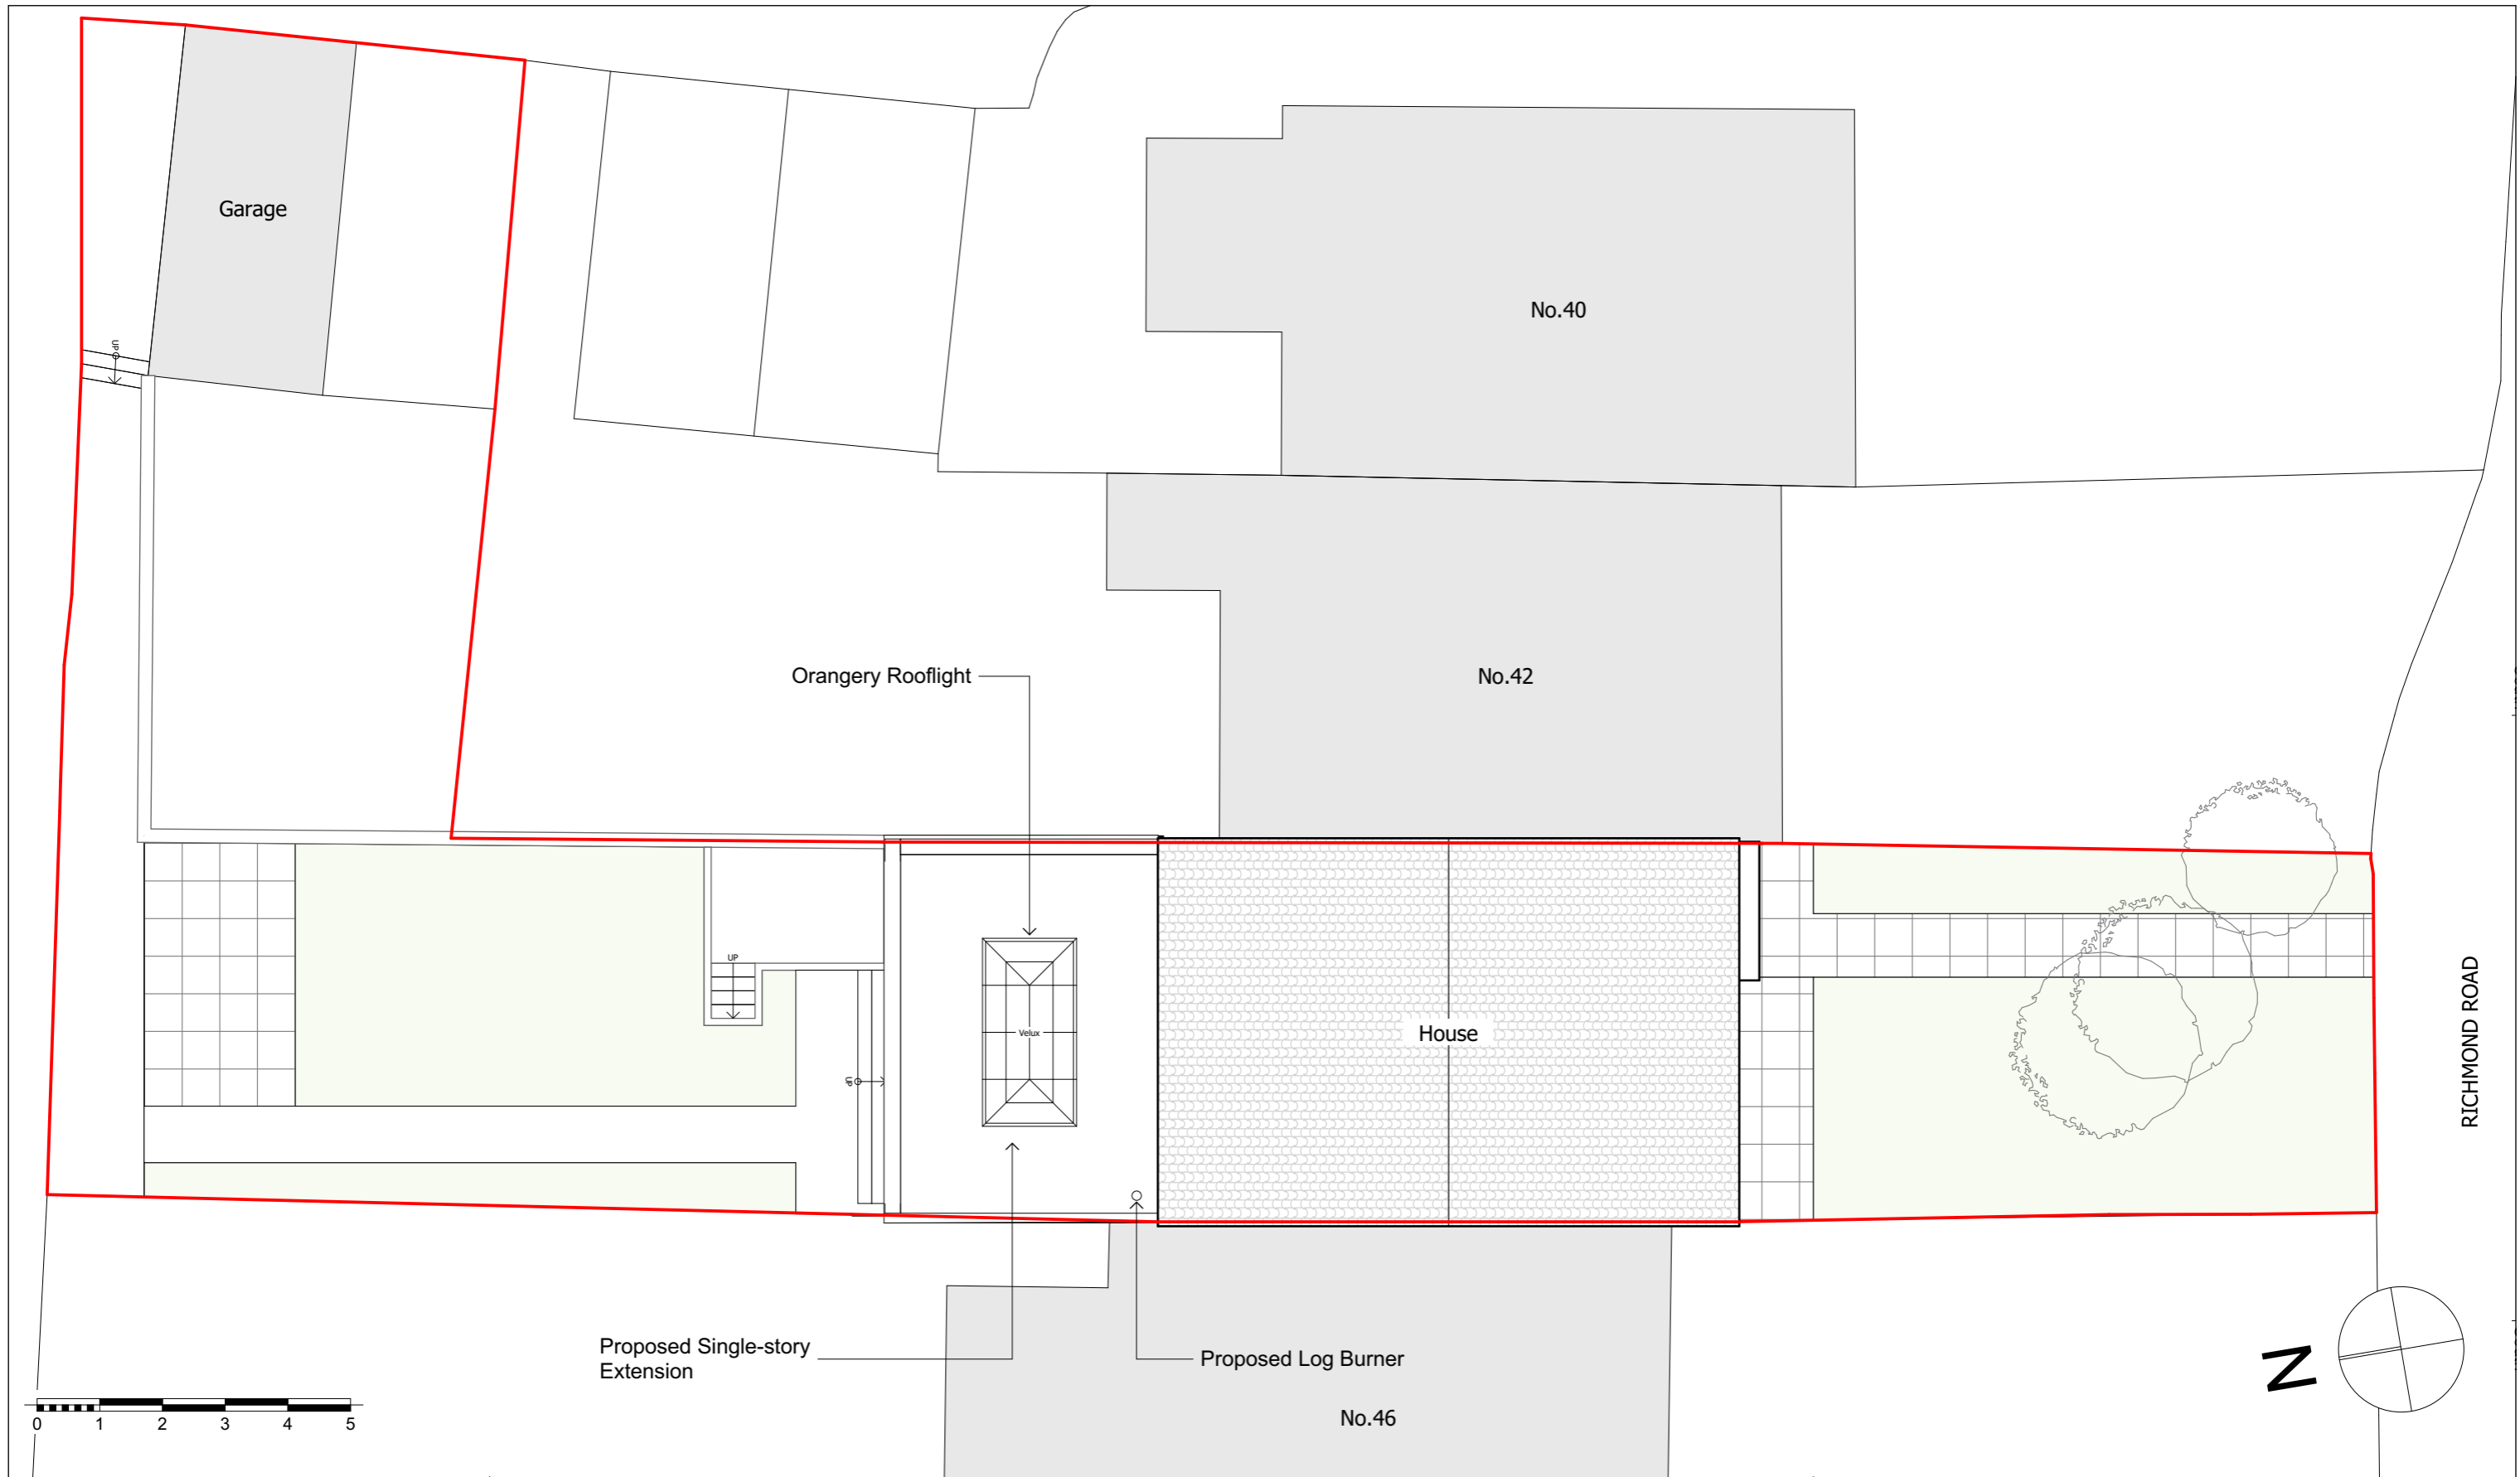 Garage
No.40
UP
Orangery Rooflight
No.42
UP
Velux
House
UP
RICHMOND ROAD
Proposed Single-story
Extension
Proposed Log Burner
No.46
N
0 1 2 3 4 5